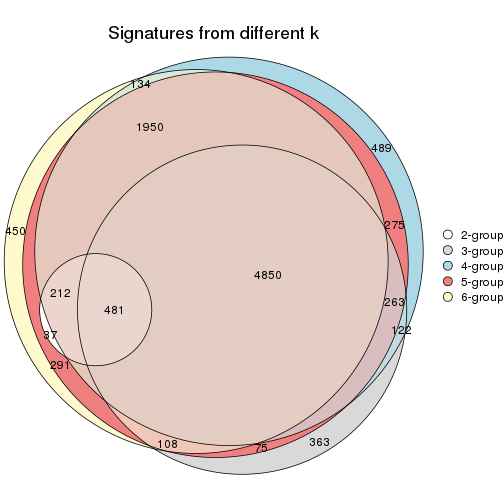 Signatures from different k
134
1950
489
450
275
2-group
3-group
4-group
5-group
6-group
4850
212
481
263
122
37
291
108
75
363